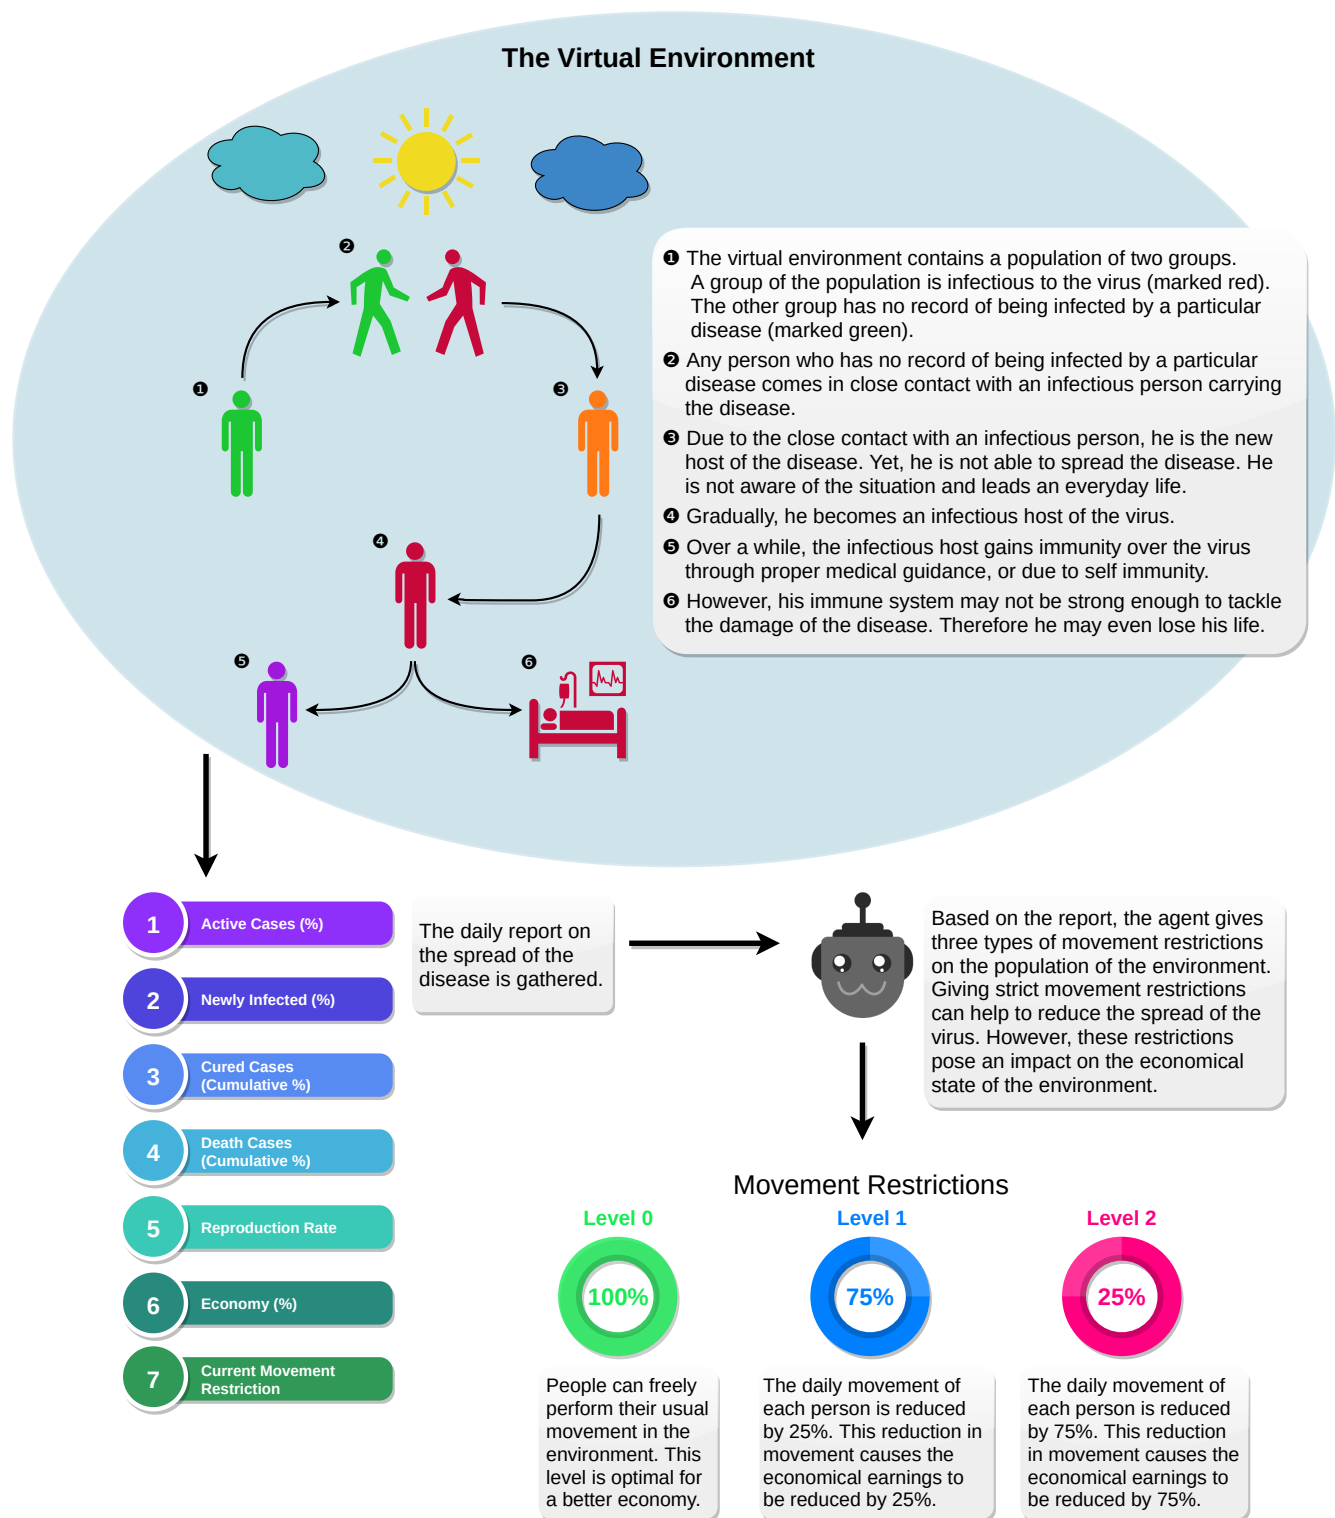 The Virtual Environment
❷
❶
❸
❹
❺
❻
❶ The virtual environment contains a population of two groups.
A group of the population is infectious to the virus (marked red).
The other group has no record of being infected by a particular
disease (marked green).
❷ Any person who has no record of being infected by a particular
disease comes in close contact with an infectious person carrying
the disease.
❸ Due to the close contact with an infectious person, he is the new
host of the disease. Yet, he is not able to spread the disease. He
is not aware of the situation and leads an everyday life.
❹ Gradually, he becomes an infectious host of the virus.
❺ Over a while, the infectious host gains immunity over the virus
through proper medical guidance, or due to self immunity.
❻ However, his immune system may not be strong enough to tackle
the damage of the disease. Therefore he may even lose his life.
1 Active Cases (%)
2 Newly Infected (%)
3 Cured Cases
(Cumulative %)
4 Death Cases
(Cumulative %)
5 Reproduction Rate
6 Economy (%)
7 Current Movement
Restriction
The daily report on
the spread of the
disease is gathered.
Based on the report, the agent gives
three types of movement restrictions
on the population of the environment.
Giving strict movement restrictions
can help to reduce the spread of the
virus. However, these restrictions
pose an impact on the economical
state of the environment.
Movement Restrictions
Level 0
100%
People can freely
perform their usual
movement in the
environment. This
level is optimal for
a better economy.
Level 1
75%
The daily movement of
each person is reduced
by 25%. This reduction in
movement causes the
economical earnings to
be reduced by 25%.
Level 2
25%
The daily movement of
each person is reduced
by 75%. This reduction
in movement causes the
economical earnings to
be reduced by 75%.